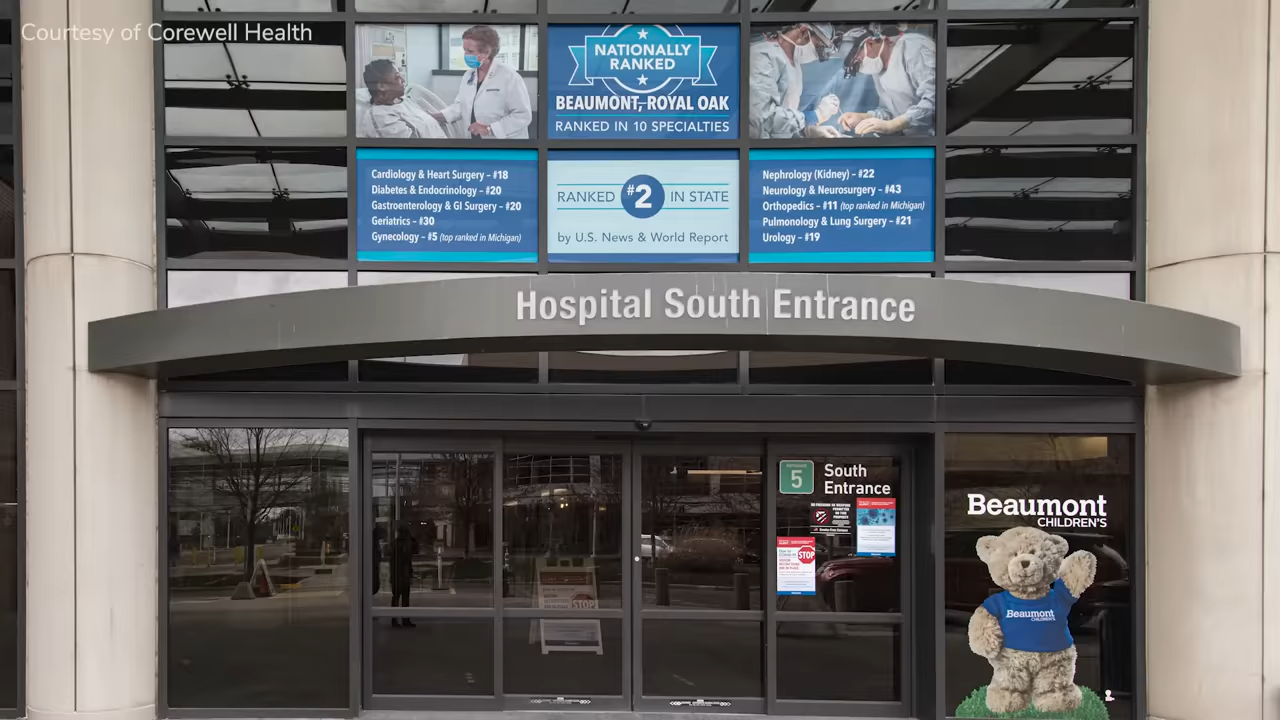 Courtesy of Corewell Health
NATIONALLY
RANKED
BEAUMONT, ROYAL OAK
RANKED IN 10 SPECIALTIES
Cardiology & Heart Surgery – #18
Diabetes & Endocrinology – #20
Gastroenterology & GI Surgery – #20
Geriatrics – #30
Gynecology – #5 (top ranked in Michigan)
RANKED #2 IN STATE
by U.S. News & World Report
Nephrology (Kidney) – #22
Neurology & Neurosurgery – #43
Orthopedics – #11 (top ranked in Michigan)
Pulmonology & Lung Surgery – #21
Urology – #19
Hospital South Entrance
5
South
Entrance
STOP
STOP
Beaumont
CHILDREN'S
Beaumont
CHILDREN'S